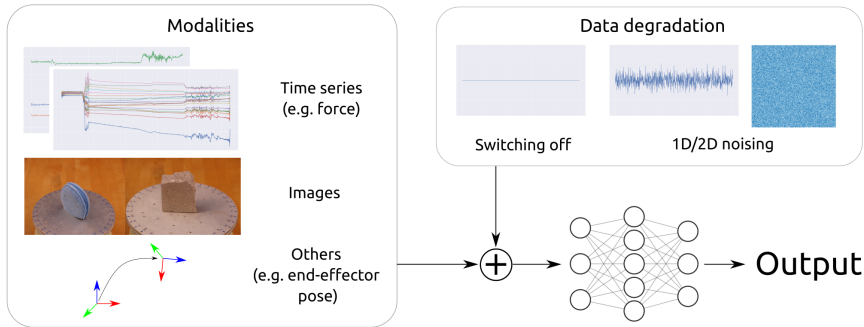 Modalities
Time series
(e.g. force)
Images
Others
(e.g. end-effector
pose)
Data degradation
Switching off
1D/2D noising
+
Output